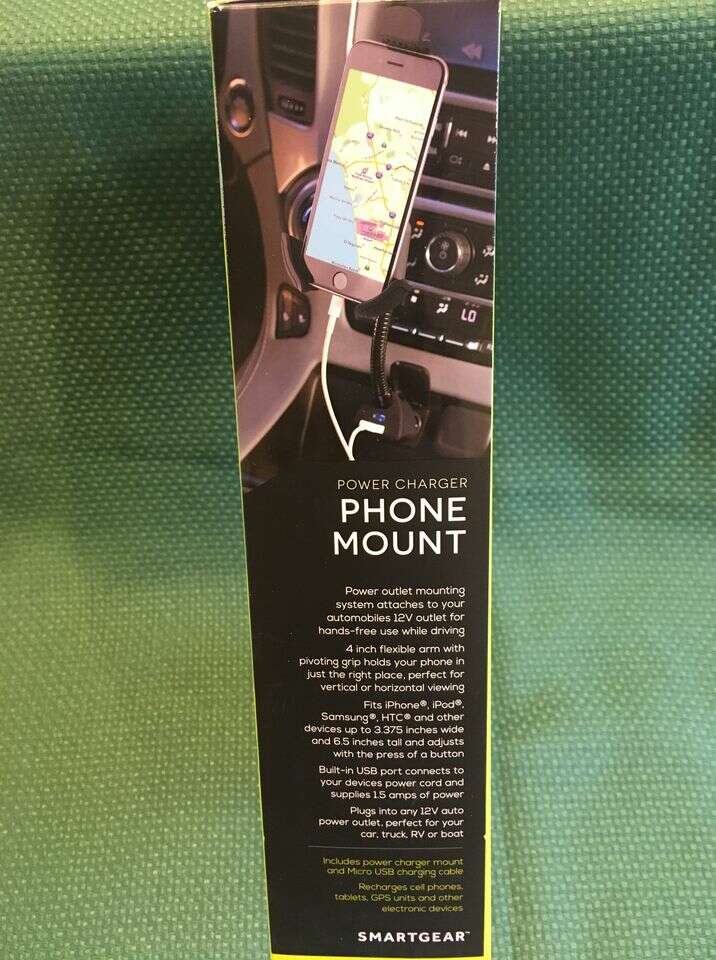 LO
POWER CHARGER
PHONE
MOUNT
Power outlet mounting
system attaches to your
automobiles 12V outlet for
hands-free use while driving
4 inch flexible arm with
pivoting grip holds your phone in
just the right place, perfect for
vertical or horizontal viewing
Fits iPhone®, iPod®,
Samsung®, HTC® and other
devices up to 3.375 inches wide
and 6.5 inches tall and adjusts
with the press of a button
Built-in USB port connects to
your devices power cord and
supplies 1.5 amps of power
Plugs into any 12V auto
power outlet, perfect for your
car, truck, RV or boat
Includes power charger mount
and Micro USB charging cable
Recharges cell phones,
tablets, GPS units and other
electronic devices
SMARTGEAR™